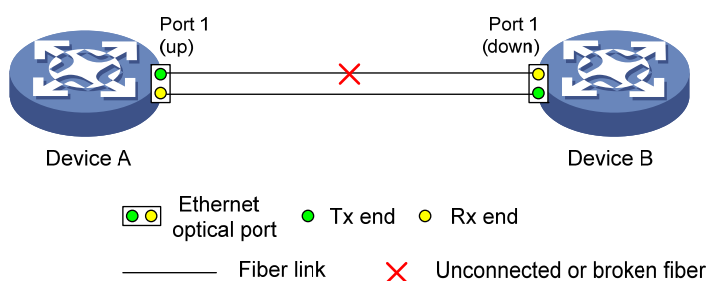 Port 1
(up)
Port 1
(down)
Device A
Device B
Ethernet
optical port
Tx end
Rx end
Fiber link
Unconnected or broken fiber